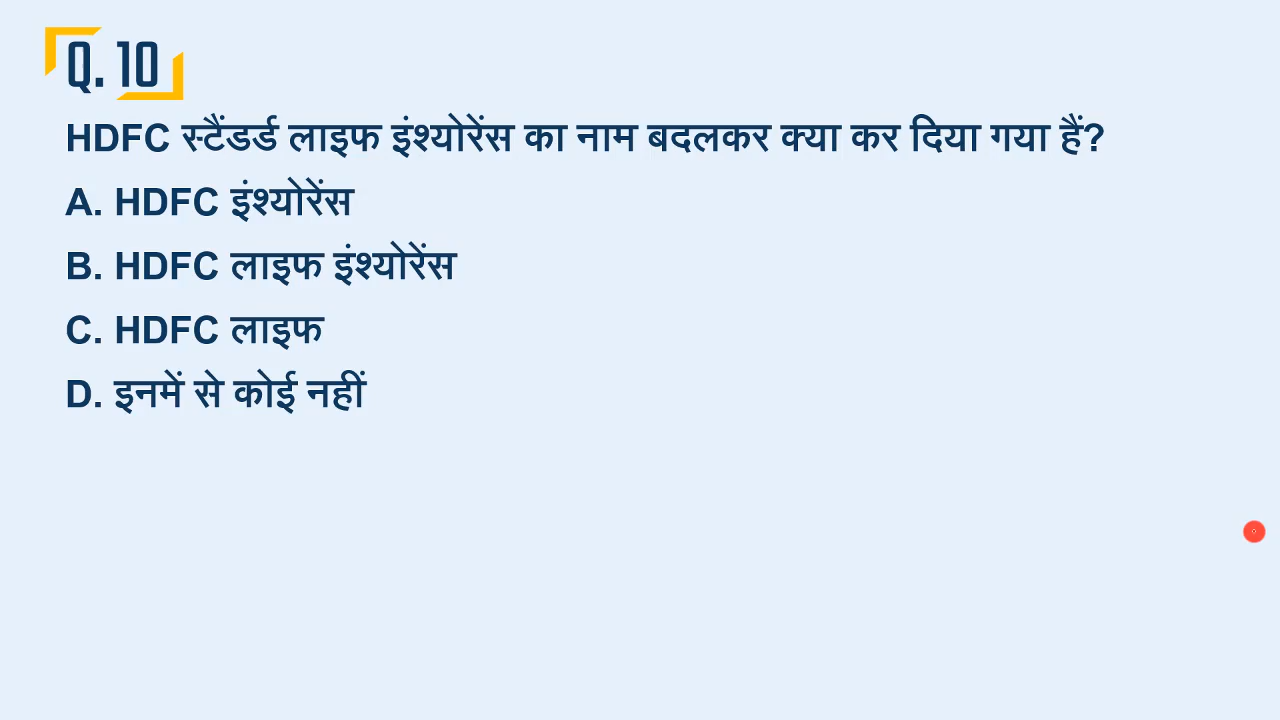 Q. 10
HDFC स्टैंडर्ड लाइफ इंश्योरेंस का नाम बदलकर क्या कर दिया गया हैं?
A. HDFC इंश्योरेंस
B. HDFC लाइफ इंश्योरेंस
C. HDFC लाइफ
D. इनमें से कोई नहीं